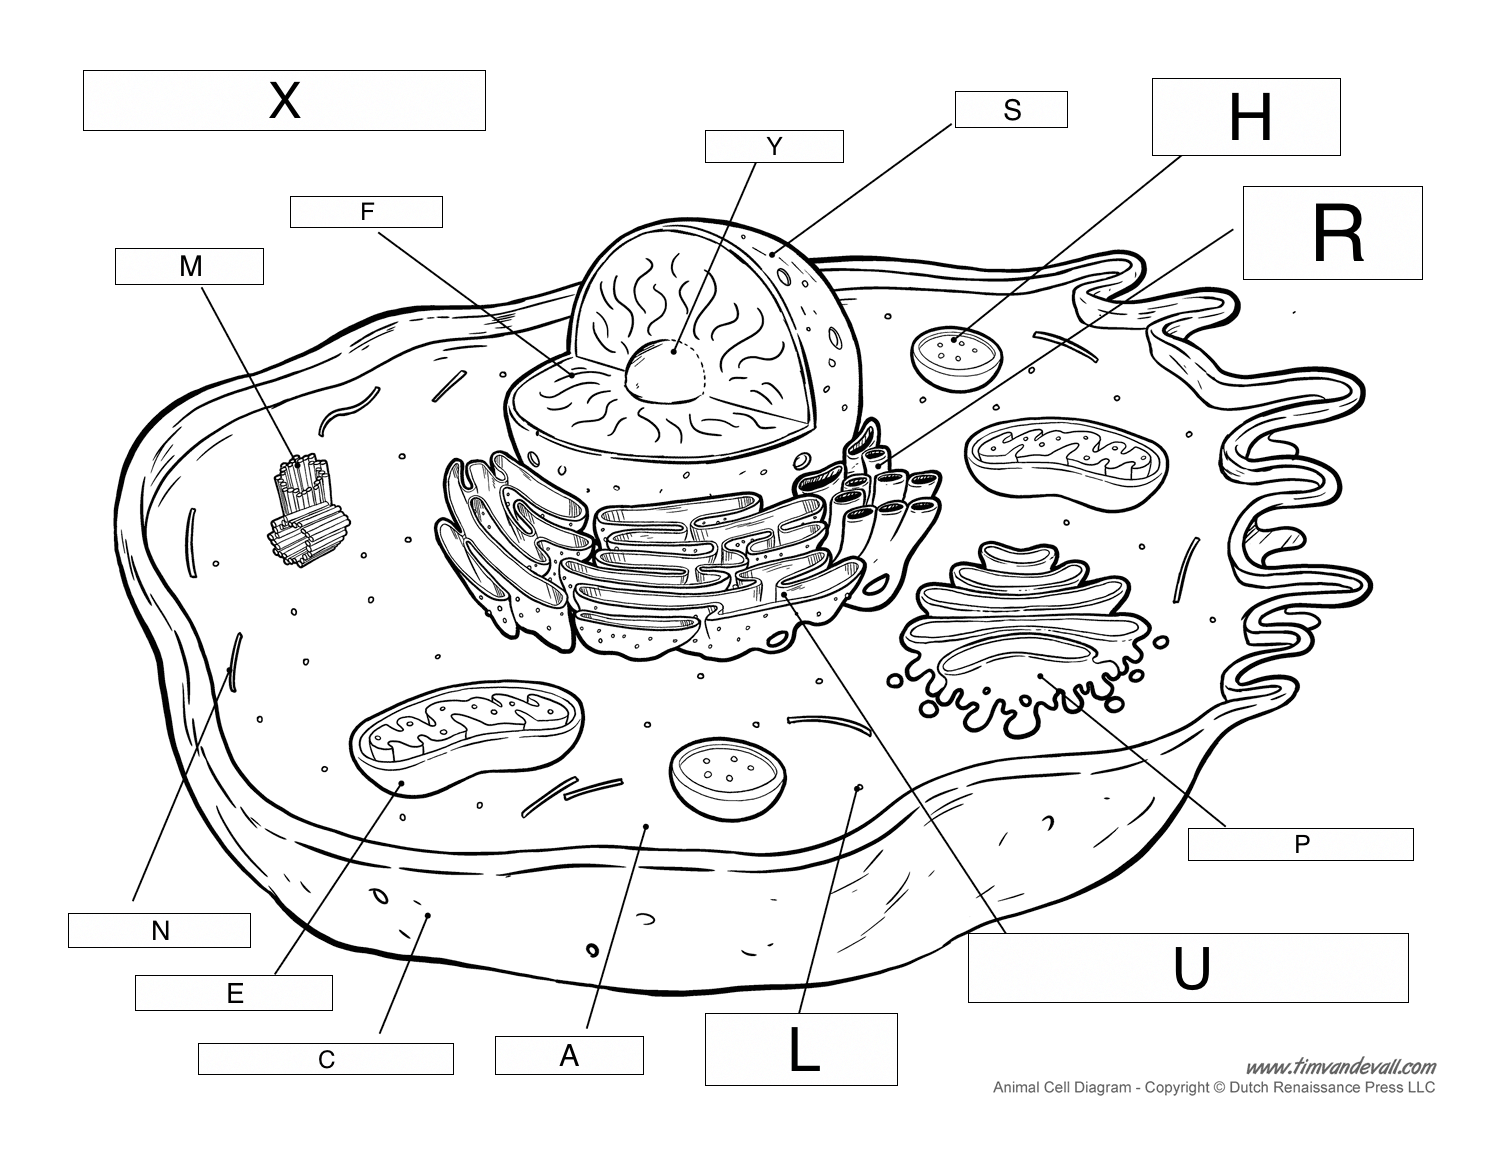 X
H
S
Y
R
F
M
P
N
U
E
L
A
C
www.timvandevall.com
Animal Cell Diagram - Copyright © Dutch Renaissance Press LLC